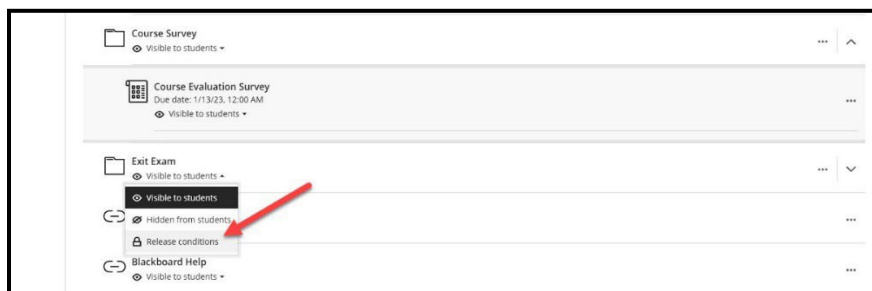 Course Survey
Visible to students
Course Evaluation Survey
Due date: 1/13/23, 12:00 AM
Visible to students
Exit Exam
Visible to students
Visible to students
Hidden from students
Release conditions
Blackboard Help
Visible to students